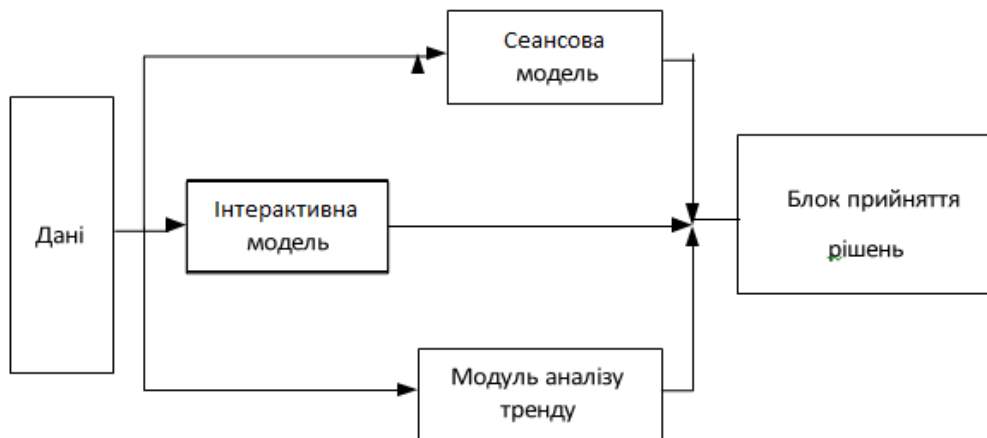 Сеансова
модель
Дані
Інтерактивна
модель
Блок прийняття
рішень
Модуль аналізу
тренду